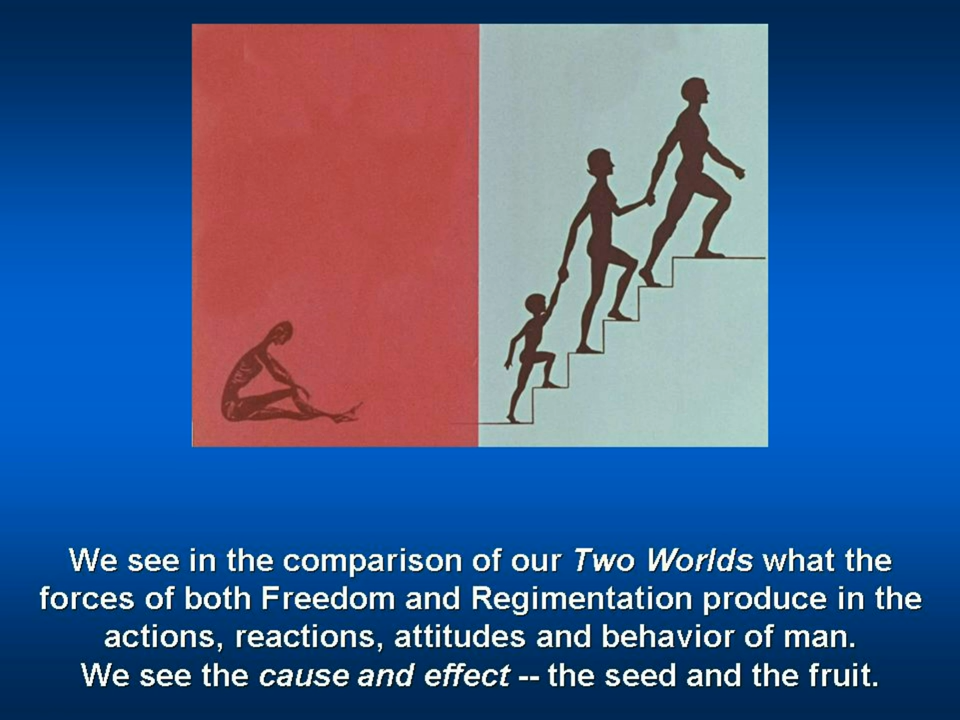 We see in the comparison of our Two Worlds what the
forces of both Freedom and Regimentation produce in the
actions, reactions, attitudes and behavior of man.
We see the cause and effect -- the seed and the fruit.